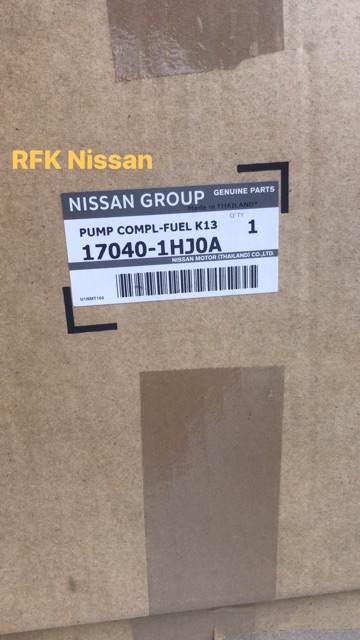 RFK Nissan
NISSAN GROUP GENUINE PARTS
Made in THAILAND
PUMP COMPL-FUEL K13 Q'TY 1
17040-1HJ0A
NISSAN MOTOR (THAILAND) CO.,LTD.